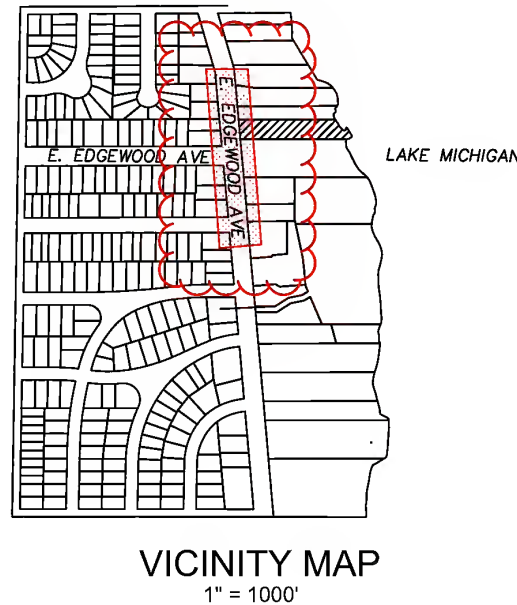 E. EDGEWOOD AVE
E. EDGEWOOD AVE
LAKE MICHIGAN
VICINITY MAP
1" = 1000'